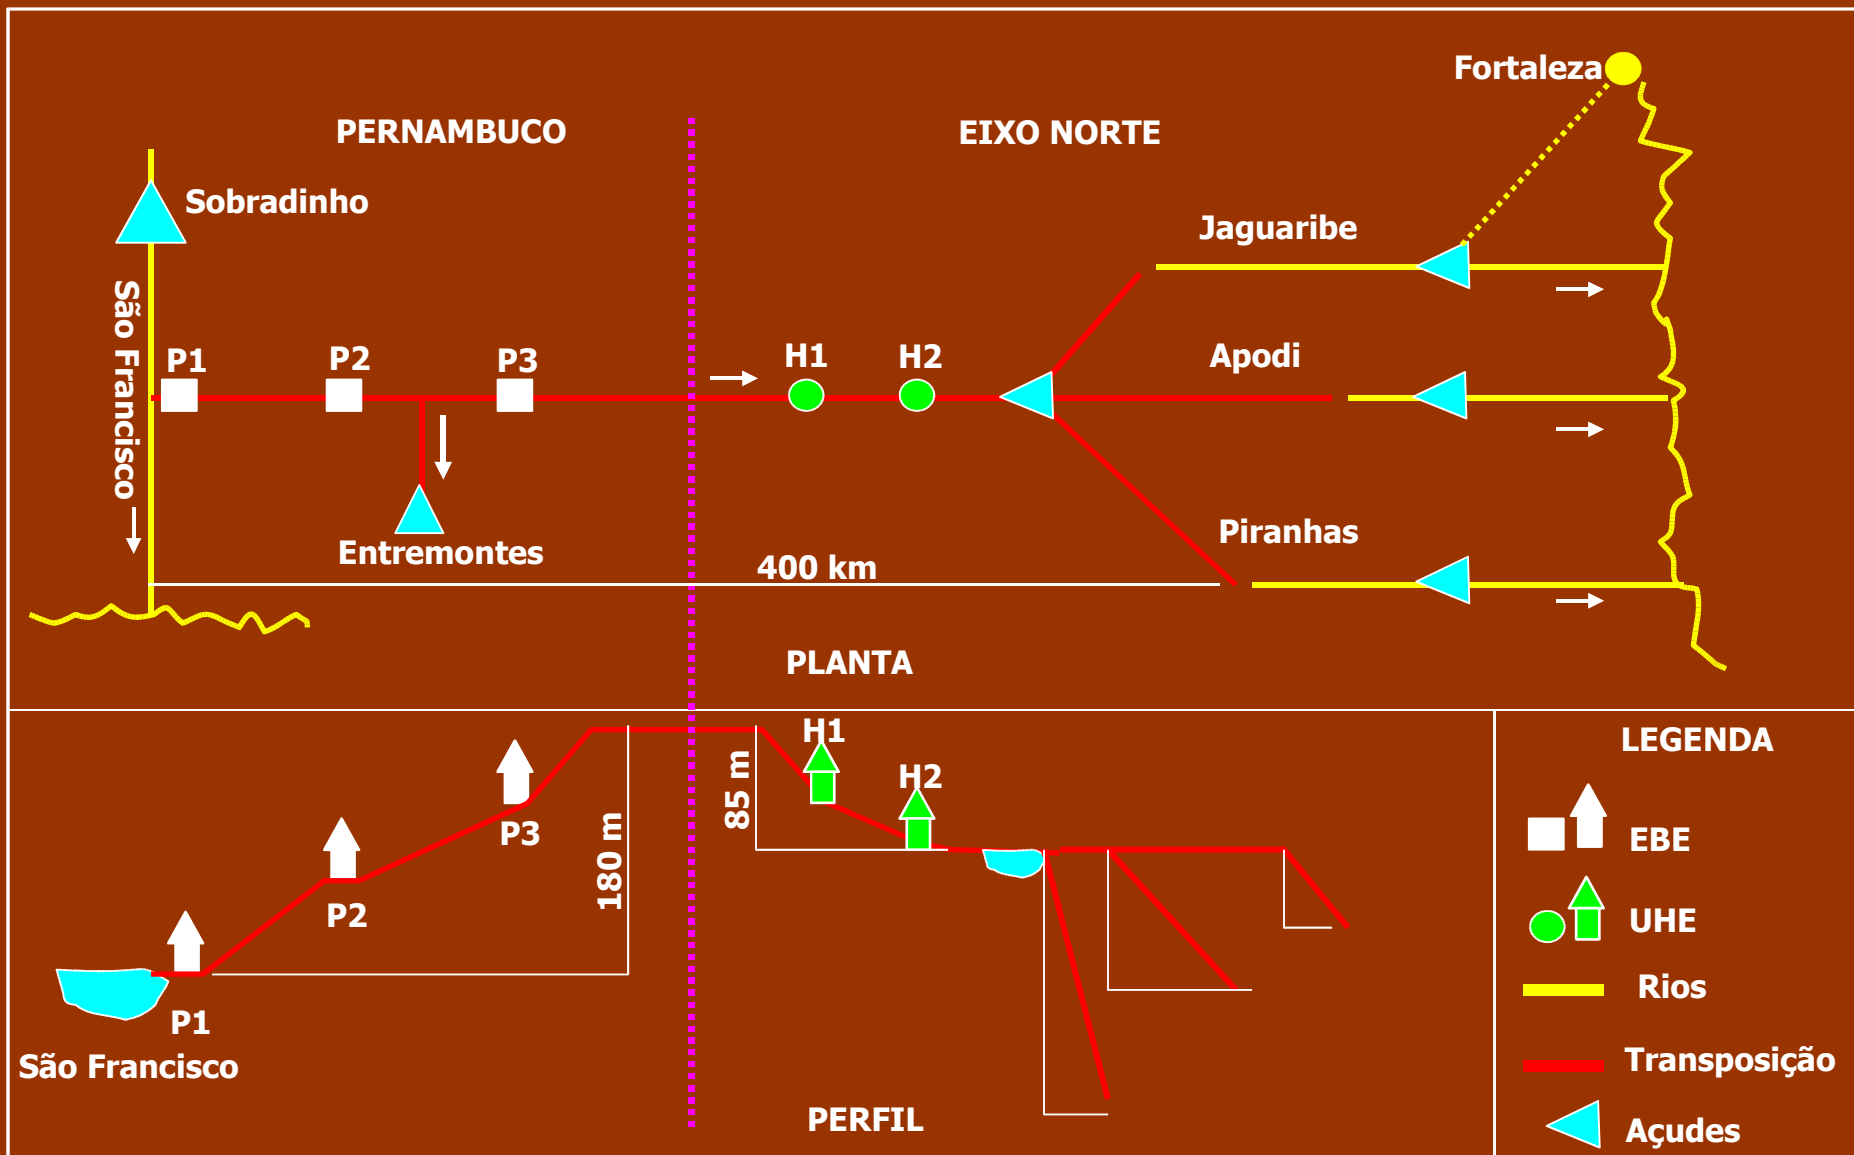 Fortaleza
PERNAMBUCO
EIXO NORTE
Sobradinho
Jaguaribe
São Francisco
P1
P2
P3
H1
H2
Apodi
Piranhas
Entremontes
400 km
PLANTA
H1
H2
85 m
180 m
P3
P2
P1
São Francisco
PERFIL
LEGENDA
EBE
UHE
Rios
Transposição
Açudes